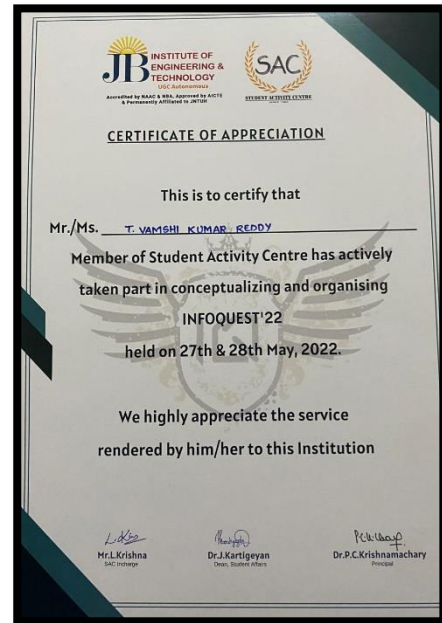 JB
INSTITUTE OF
ENGINEERING &
TECHNOLOGY
UGC Autonomous
Accredited by NAAC & NBA, Approved by AICTE
& Permanently Affiliated to JNTUH
SAC
STUDENT ACTIVITY CENTRE
CERTIFICATE OF APPRECIATION
This is to certify that
Mr./Ms. T. VAMSHI KUMAR REDDY
Member of Student Activity Centre has actively
taken part in conceptualizing and organising
INFOQUEST'22
held on 27th & 28th May, 2022.
We highly appreciate the service
rendered by him/her to this Institution
Mr.L.Krishna
SAC Incharge
Dr.J.Kartigeyan
Dean, Student Affairs
Dr.P.C.Krishnamachary
Principal